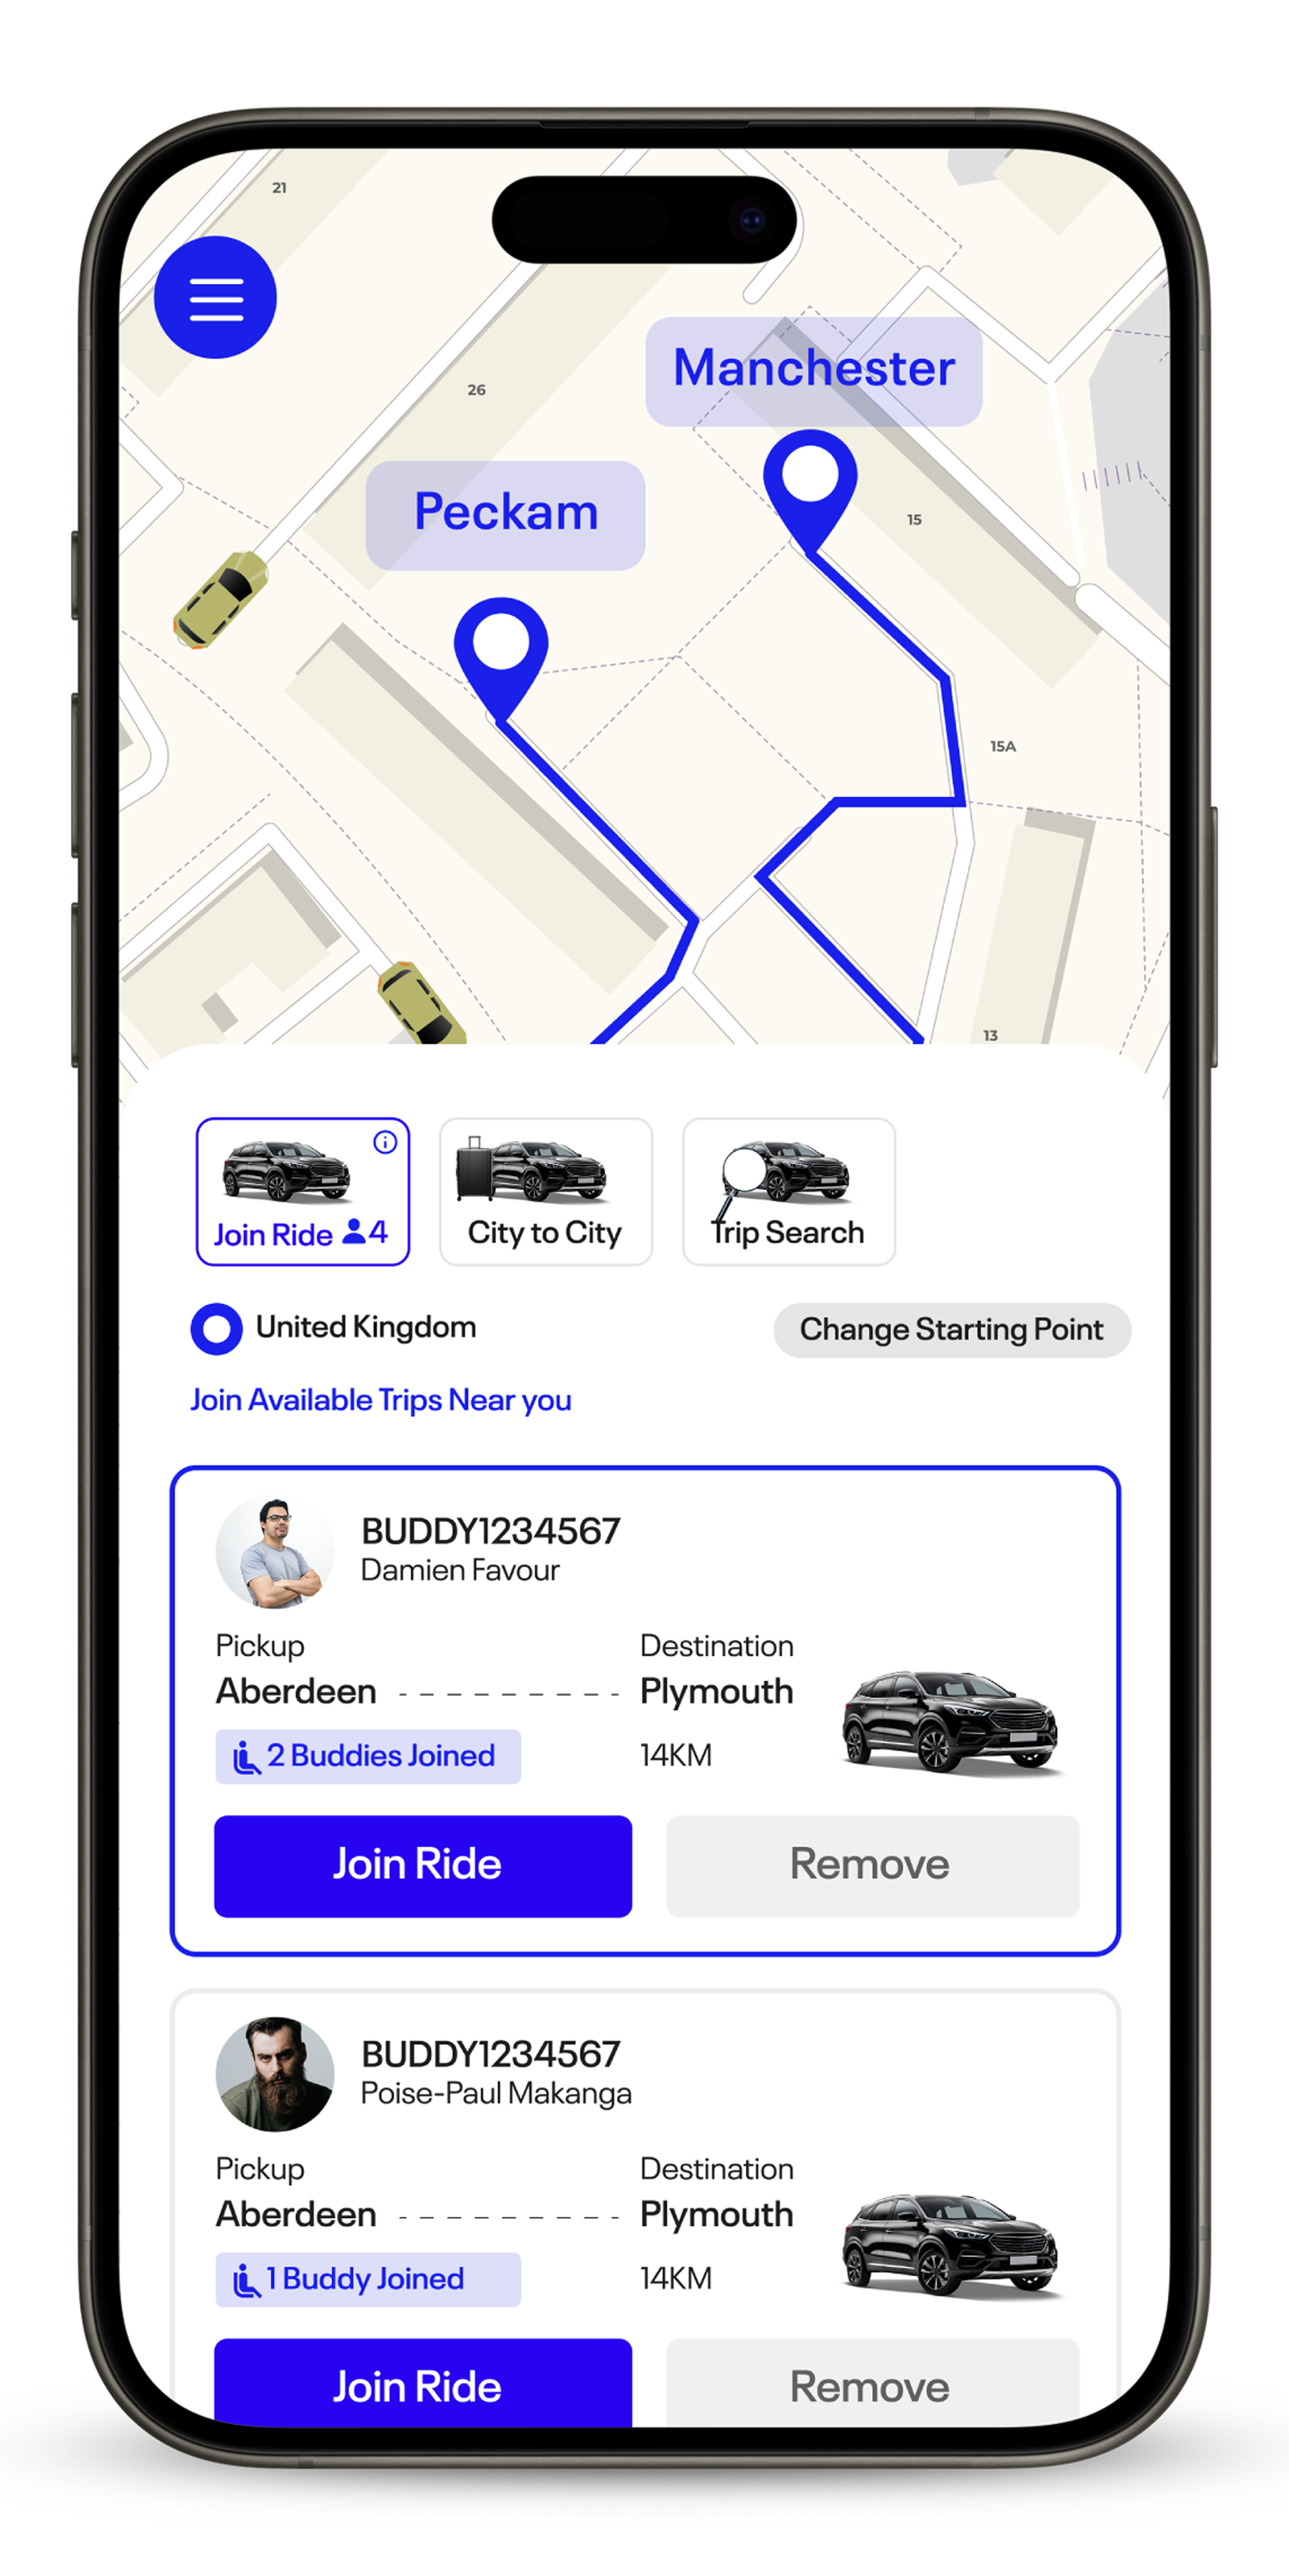 21
26
Manchester
Peckam
15
15A
13
Join Ride 4
City to City
Trip Search
United Kingdom
Change Starting Point
Join Available Trips Near you
BUDDY1234567
Damien Favour
Pickup
Destination
Aberdeen
Plymouth
2 Buddies Joined
14KM
Join Ride
Remove
BUDDY1234567
Poise-Paul Makanga
Pickup
Destination
Aberdeen
Plymouth
1 Buddy Joined
14KM
Join Ride
Remove